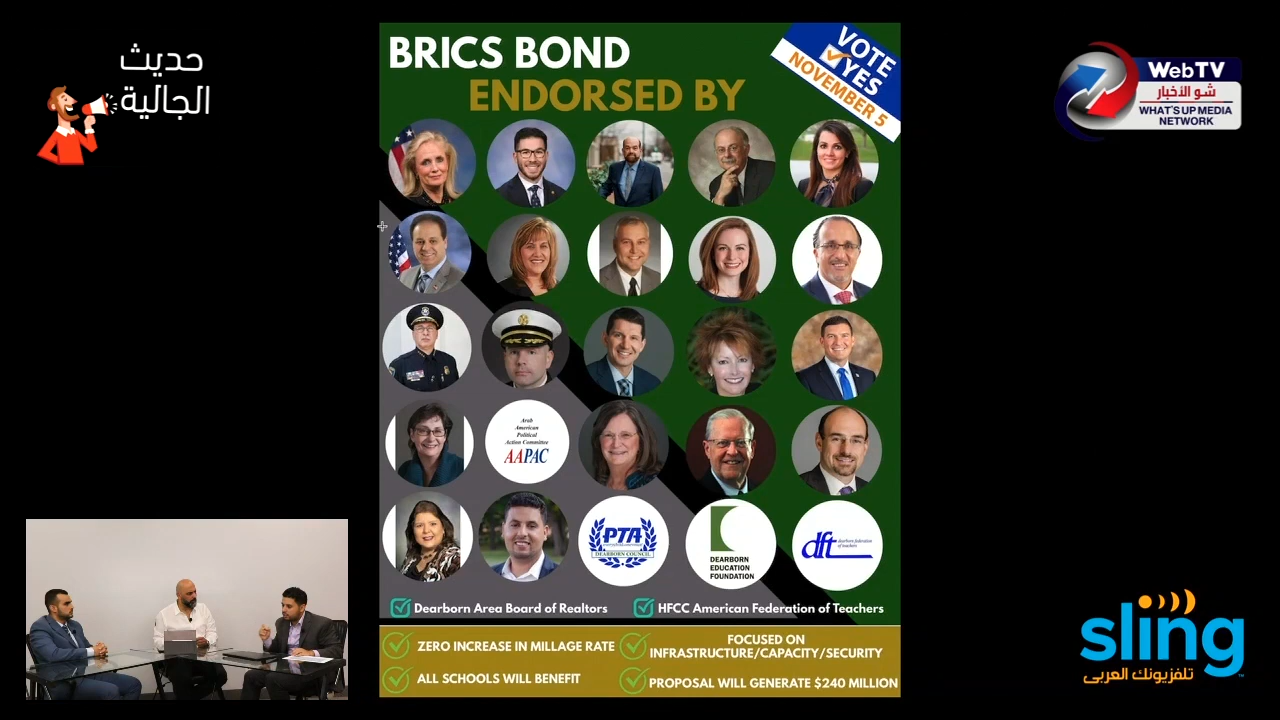 حديث
الجالية
BRICS BOND
ENDORSED BY
VOTE
YES
NOVEMBER 5
WebTV
شو الأخبار
WHAT'S UP MEDIA
NETWORK
Arab
American
Political
Action Committee
AAPAC
PTA
DEARBORN COUNCIL
DEARBORN
EDUCATION
FOUNDATION
dft
dearborn federation
of teachers
Dearborn Area Board of Realtors
HFCC American Federation of Teachers
ZERO INCREASE IN MILLAGE RATE
FOCUSED ON
INFRASTRUCTURE/CAPACITY/SECURITY
ALL SCHOOLS WILL BENEFIT
PROPOSAL WILL GENERATE $240 MILLION
sling
تلفزيونك العربي